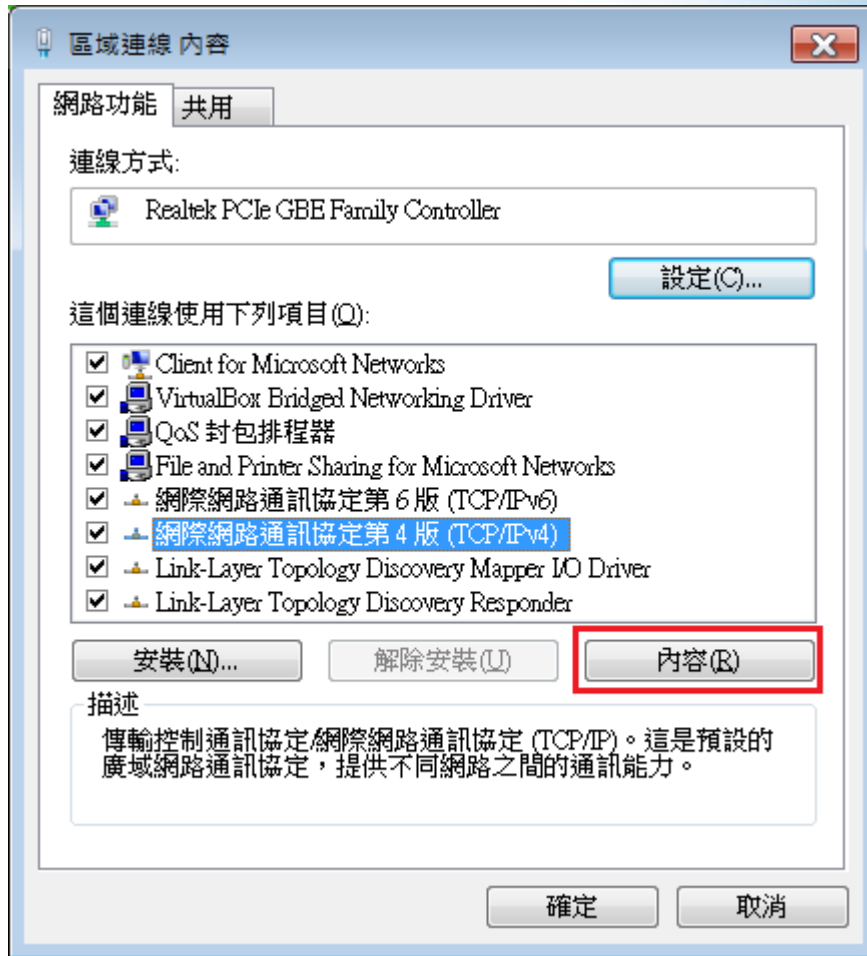 區域連線 內容
網路功能 共用
連線方式:
Realtek PCIe GBE Family Controller
設定(C)...
這個連線使用下列項目(O):
Client for Microsoft Networks
VirtualBox Bridged Networking Driver
QoS 封包排程器
File and Printer Sharing for Microsoft Networks
網際網路通訊協定第 6 版 (TCP/IPv6)
網際網路通訊協定第 4 版 (TCP/IPv4)
Link-Layer Topology Discovery Mapper I/O Driver
Link-Layer Topology Discovery Responder
安裝(N)... 解除安裝(U) 內容(R)
描述
傳輸控制通訊協定/網際網路通訊協定 (TCP/IP)。這是預設的
廣域網路通訊協定，提供不同網路之間的通訊能力。
確定 取消